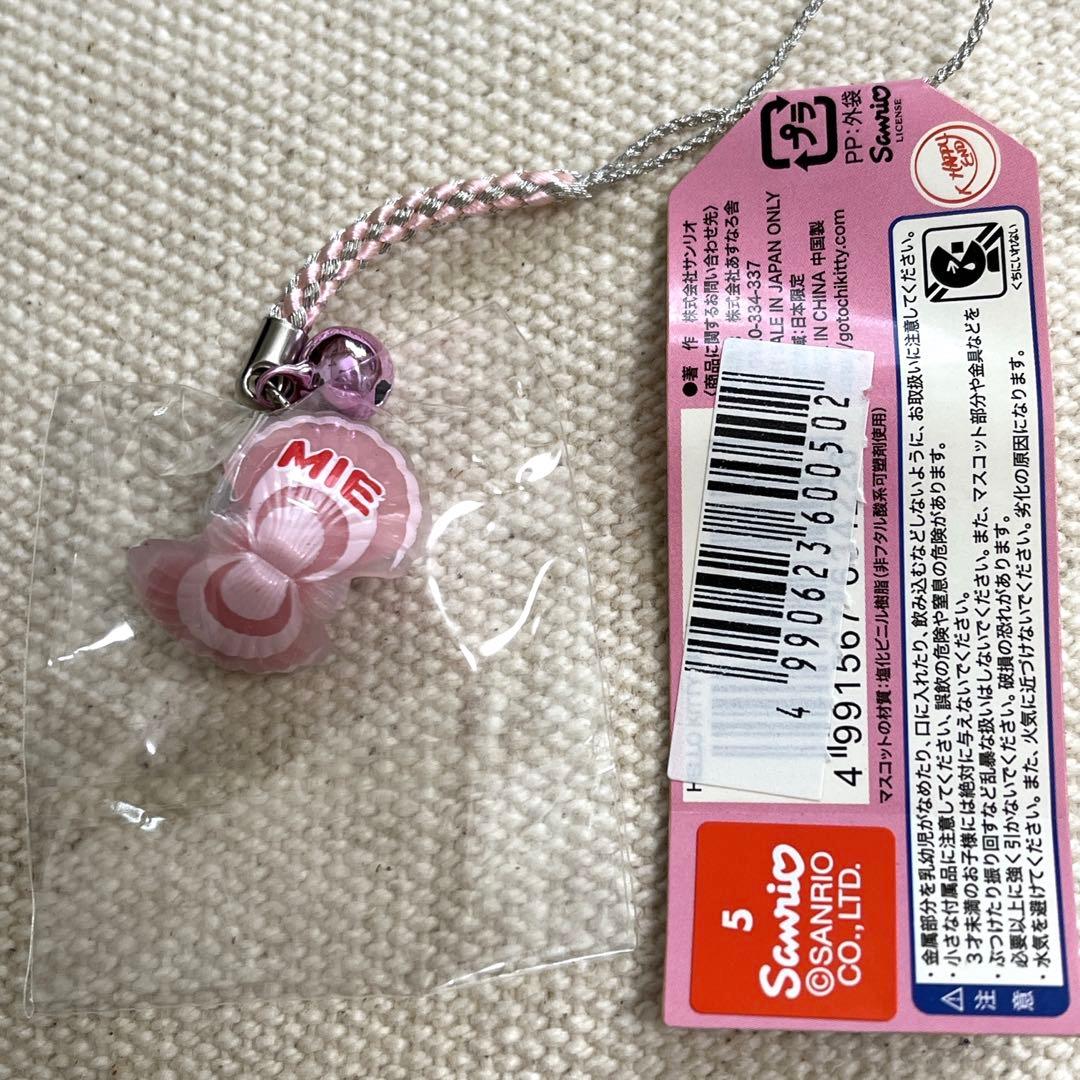 MIE
プラ
PP:外袋
Sanrio
LICENSE
HAPPY
END
●著 作 株式会社サンリオ
〈商品に関するお問い合わせ先〉
株式会社あすなろ舎
0-334-337
ALE IN JAPAN ONLY
域:日本限定
IN CHINA 中国製
/gotochikitty.com
4 990623 600502
4 991567
マスコットの材質:塩化ビニル樹脂(非フタル酸系可塑剤使用)
5
Sanrio
©SANRIO
CO.,LTD.
くちにいれない
注意
・金属部分を乳幼児がなめたり、口に入れたり、飲み込むなどしないように、お取扱いに注意してください。
・小さな付属品に注意してください、誤飲の危険や窒息の危険があります。
3才未満のお子様には絶対に与えないでください。
・ぶつけたり振り回すなど乱暴な扱いはしないでください。また、マスコット部分や金具などを
必要以上に強く引かないでください。破損の恐れがあります。
・水気を避けてください。また、火気に近づけないでください。劣化の原因になります。